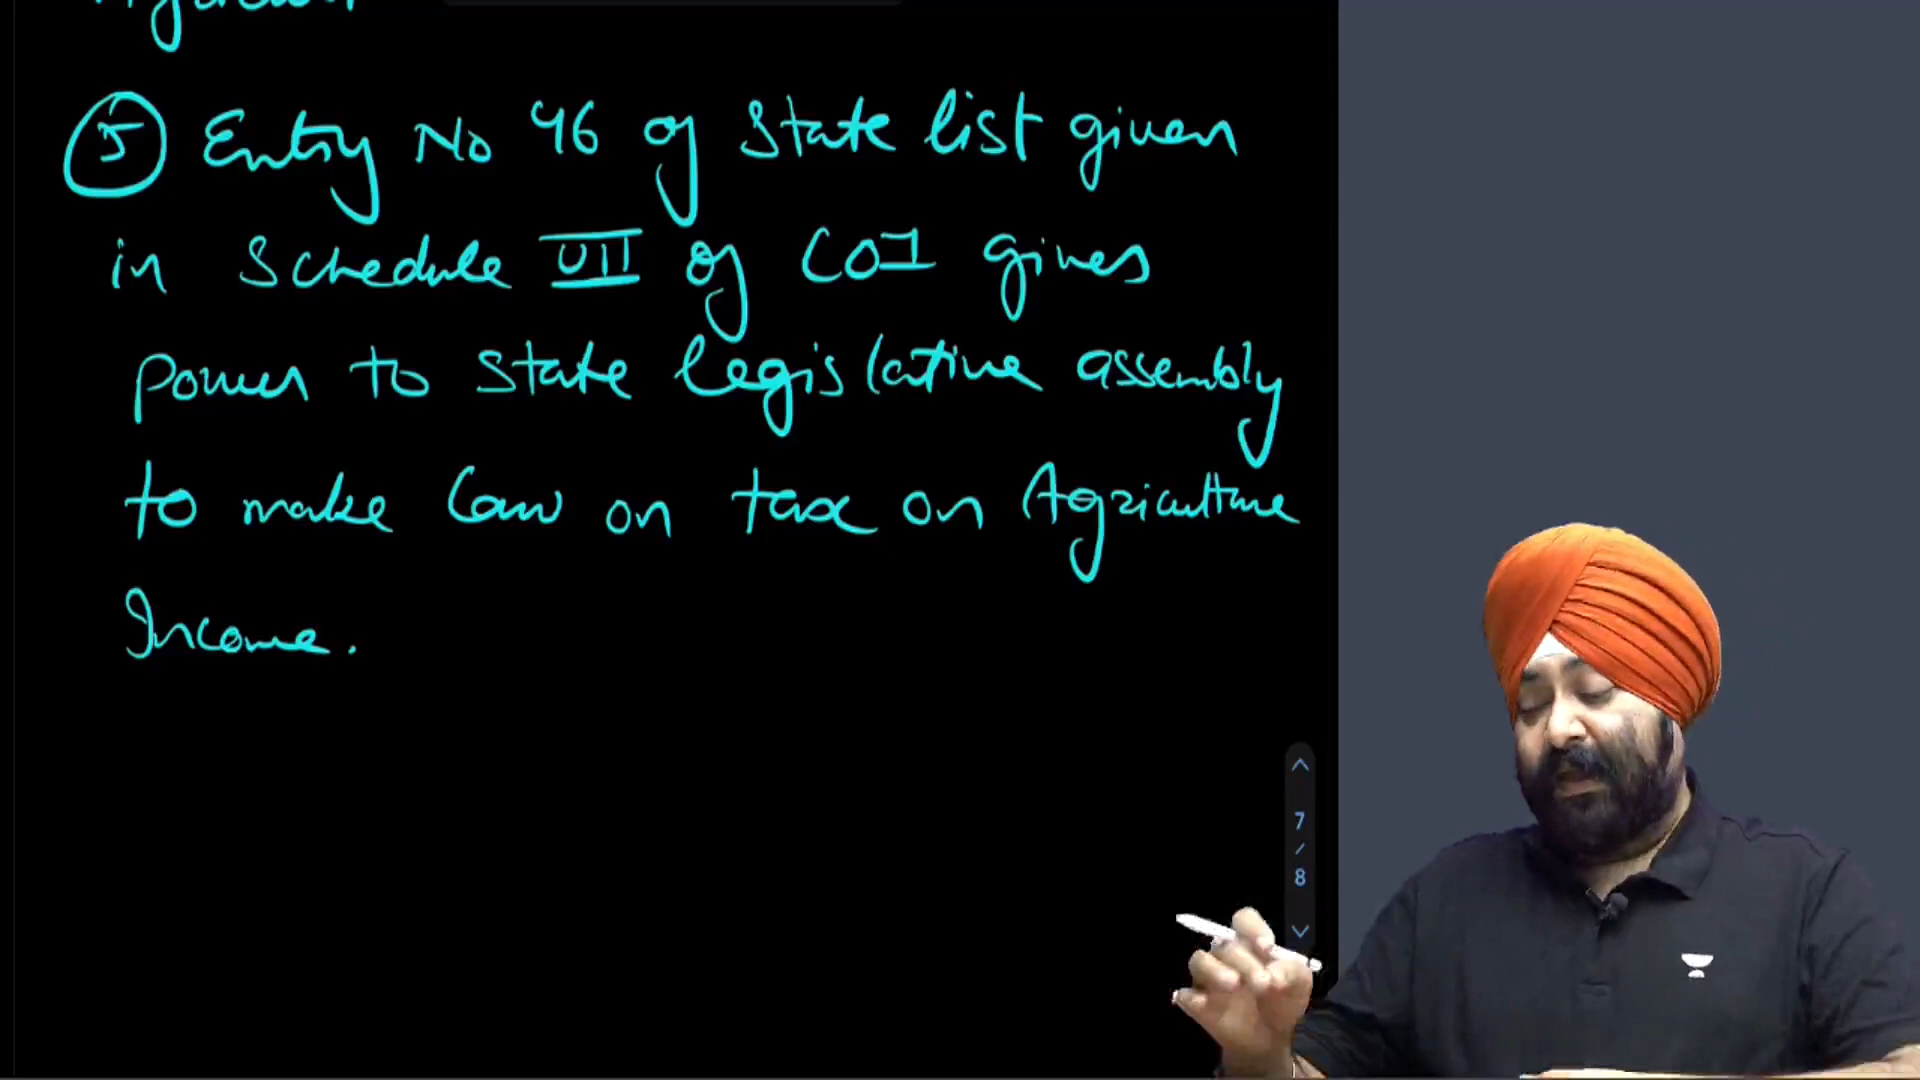 5 Entry No 46 of State list given
in Schedule VII of COI gives
power to state legislative assembly
to make law on tax on Agriculture
Income.
7
/
8